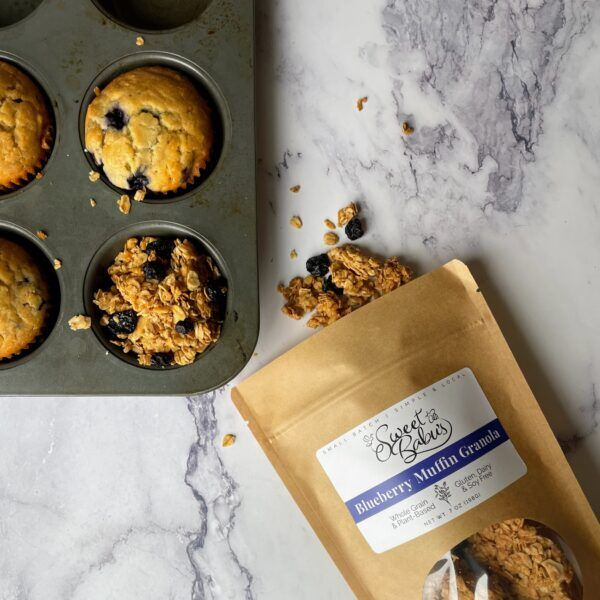 SMALL BATCH | SIMPLE & LOCAL
Sweet Babu's
Blueberry Muffin Granola
Whole Grain & Plant-Based
Gluten, Dairy & Soy Free
NET WT 7 OZ (198G)